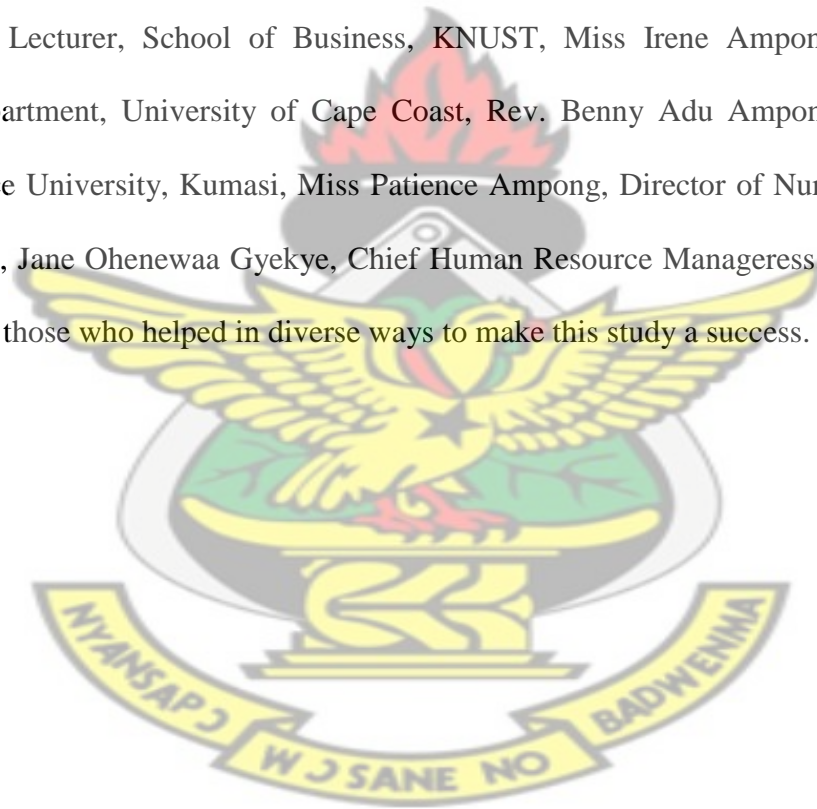 Lecturer, School of Business, KNUST, Miss Irene Ampon
partment, University of Cape Coast, Rev. Benny Adu Ampon
e University, Kumasi, Miss Patience Ampong, Director of Nur
, Jane Ohenewaa Gyekye, Chief Human Resource Manageress
those who helped in diverse ways to make this study a success.
NYANSAPƆ
WƆSANE NO
BADWENMA